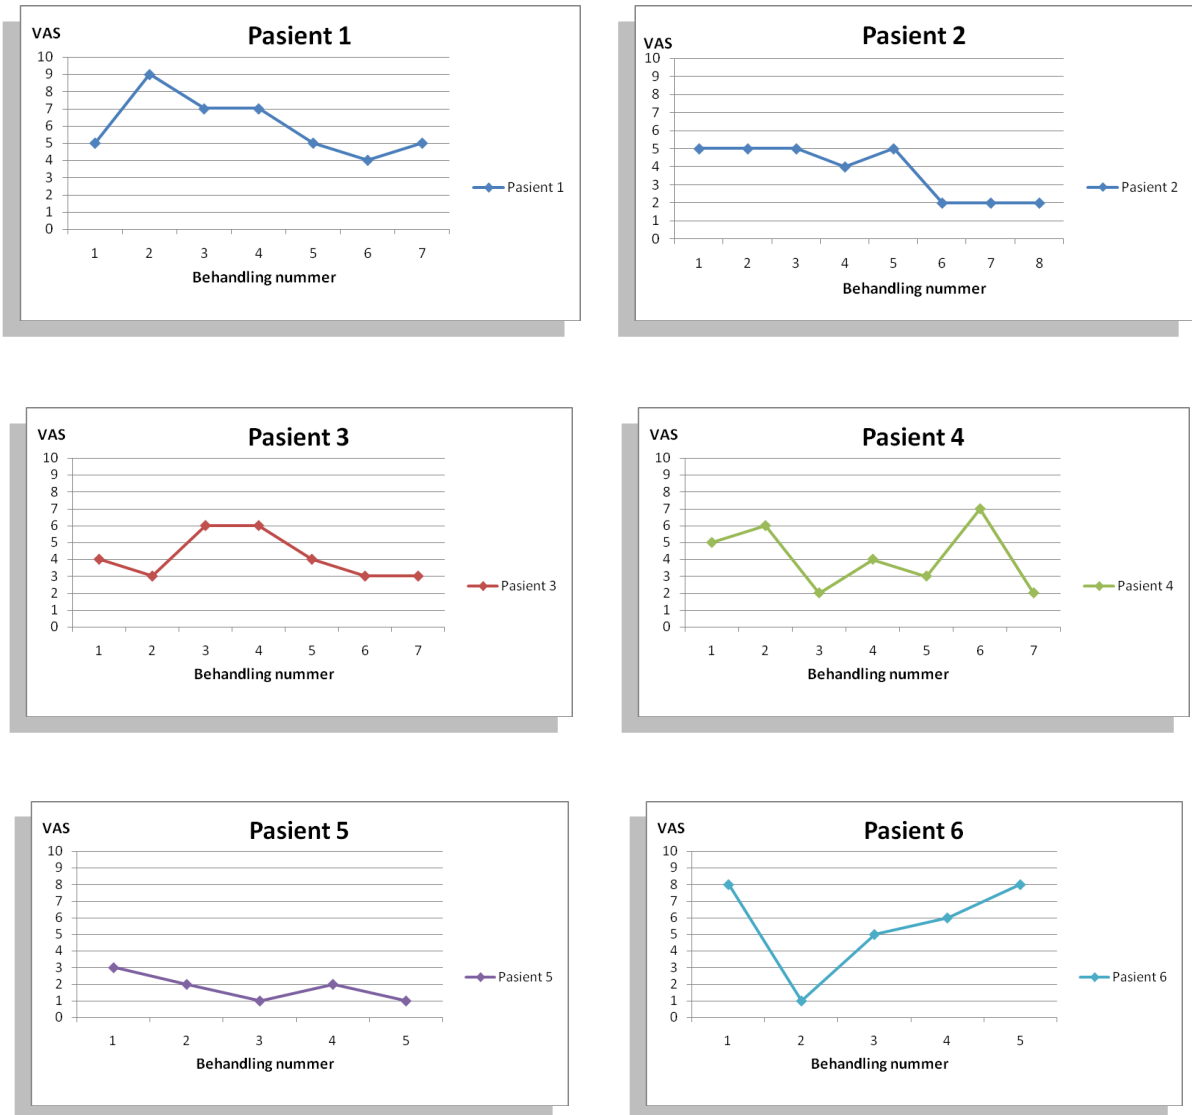 VAS
Pasient 1
10
9
8
7
6
5
4
3
2
1
0
1 2 3 4 5 6 7
Behandling nummer
Pasient 1
VAS
Pasient 2
10
9
8
7
6
5
4
3
2
1
0
1 2 3 4 5 6 7 8
Behandling nummer
Pasient 2
VAS
Pasient 3
10
9
8
7
6
5
4
3
2
1
0
1 2 3 4 5 6 7
Behandling nummer
Pasient 3
VAS
Pasient 4
10
9
8
7
6
5
4
3
2
1
0
1 2 3 4 5 6 7
Behandling nummer
Pasient 4
VAS
Pasient 5
10
9
8
7
6
5
4
3
2
1
0
1 2 3 4 5
Behandling nummer
Pasient 5
VAS
Pasient 6
10
9
8
7
6
5
4
3
2
1
0
1 2 3 4 5
Behandling nummer
Pasient 6